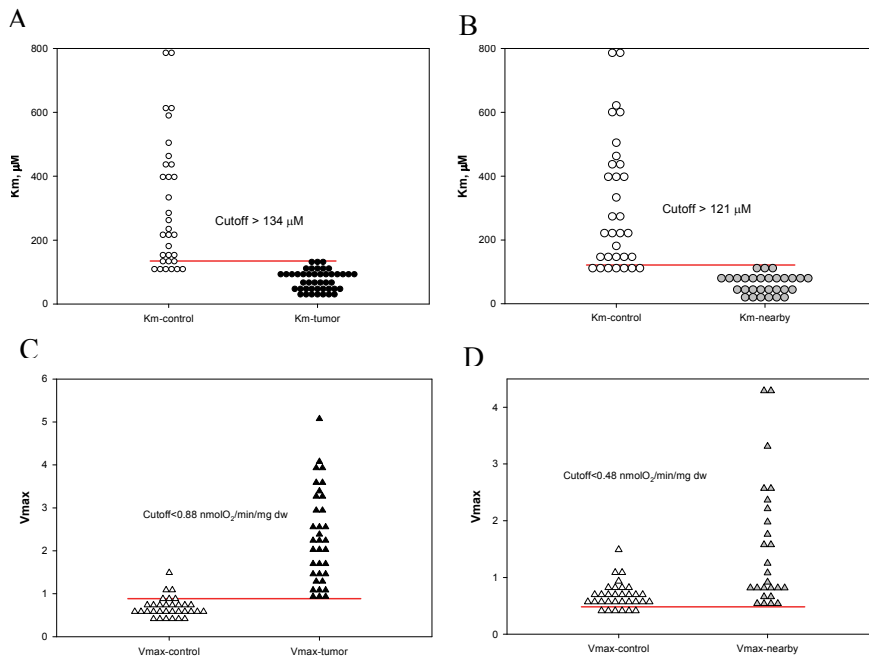 A
800
600
400
200
0
Km, µM
Cutoff > 134 µM
Km-control
Km-tumor
B
800
600
400
200
0
Km, µM
Cutoff > 121 µM
Km-control
Km-nearby
C
6
5
4
3
2
1
0
Vmax
Cutoff<0.88 nmolO₂/min/mg dw
Vmax-control
Vmax-tumor
D
4
3
2
1
0
Vmax
Cutoff<0.48 nmolO₂/min/mg dw
Vmax-control
Vmax-nearby